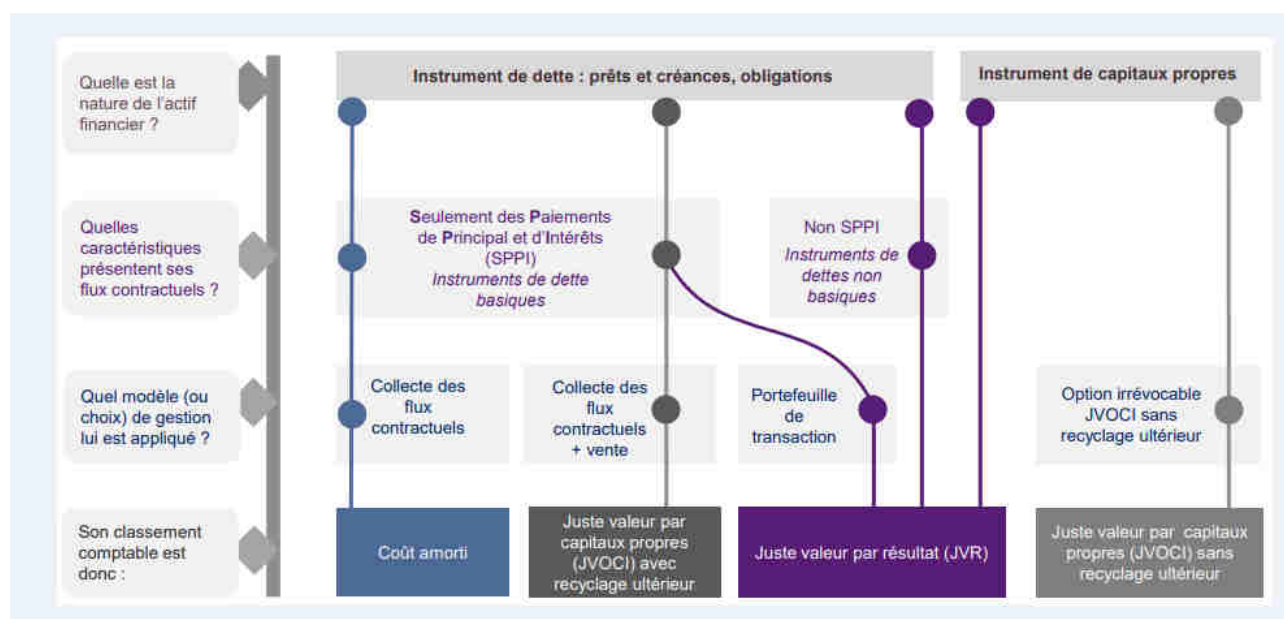 Quelle est la
nature de l'actif
financier ?
Instrument de dette : prêts et créances, obligations
Instrument de capitaux propres
Quelles
caractéristiques
présentent ses
flux contractuels ?
Seulement des Paiements
de Principal et d'Intérêts
(SPPI)
Instruments de dette
basiques
Non SPPI
Instruments de
dettes non
basiques
Quel modèle (ou
choix) de gestion
lui est appliqué ?
Collecte des
flux
contractuels
Collecte des
flux
contractuels
+ vente
Portefeuille
de
transaction
Option irrévocable
JVOCI sans
recyclage ultérieur
Son classement
comptable est
donc :
Coût amorti
Juste valeur par
capitaux propres
(JVOCI) avec
recyclage ultérieur
Juste valeur par résultat (JVR)
Juste valeur par capitaux
propres (JVOCI) sans
recyclage ultérieur